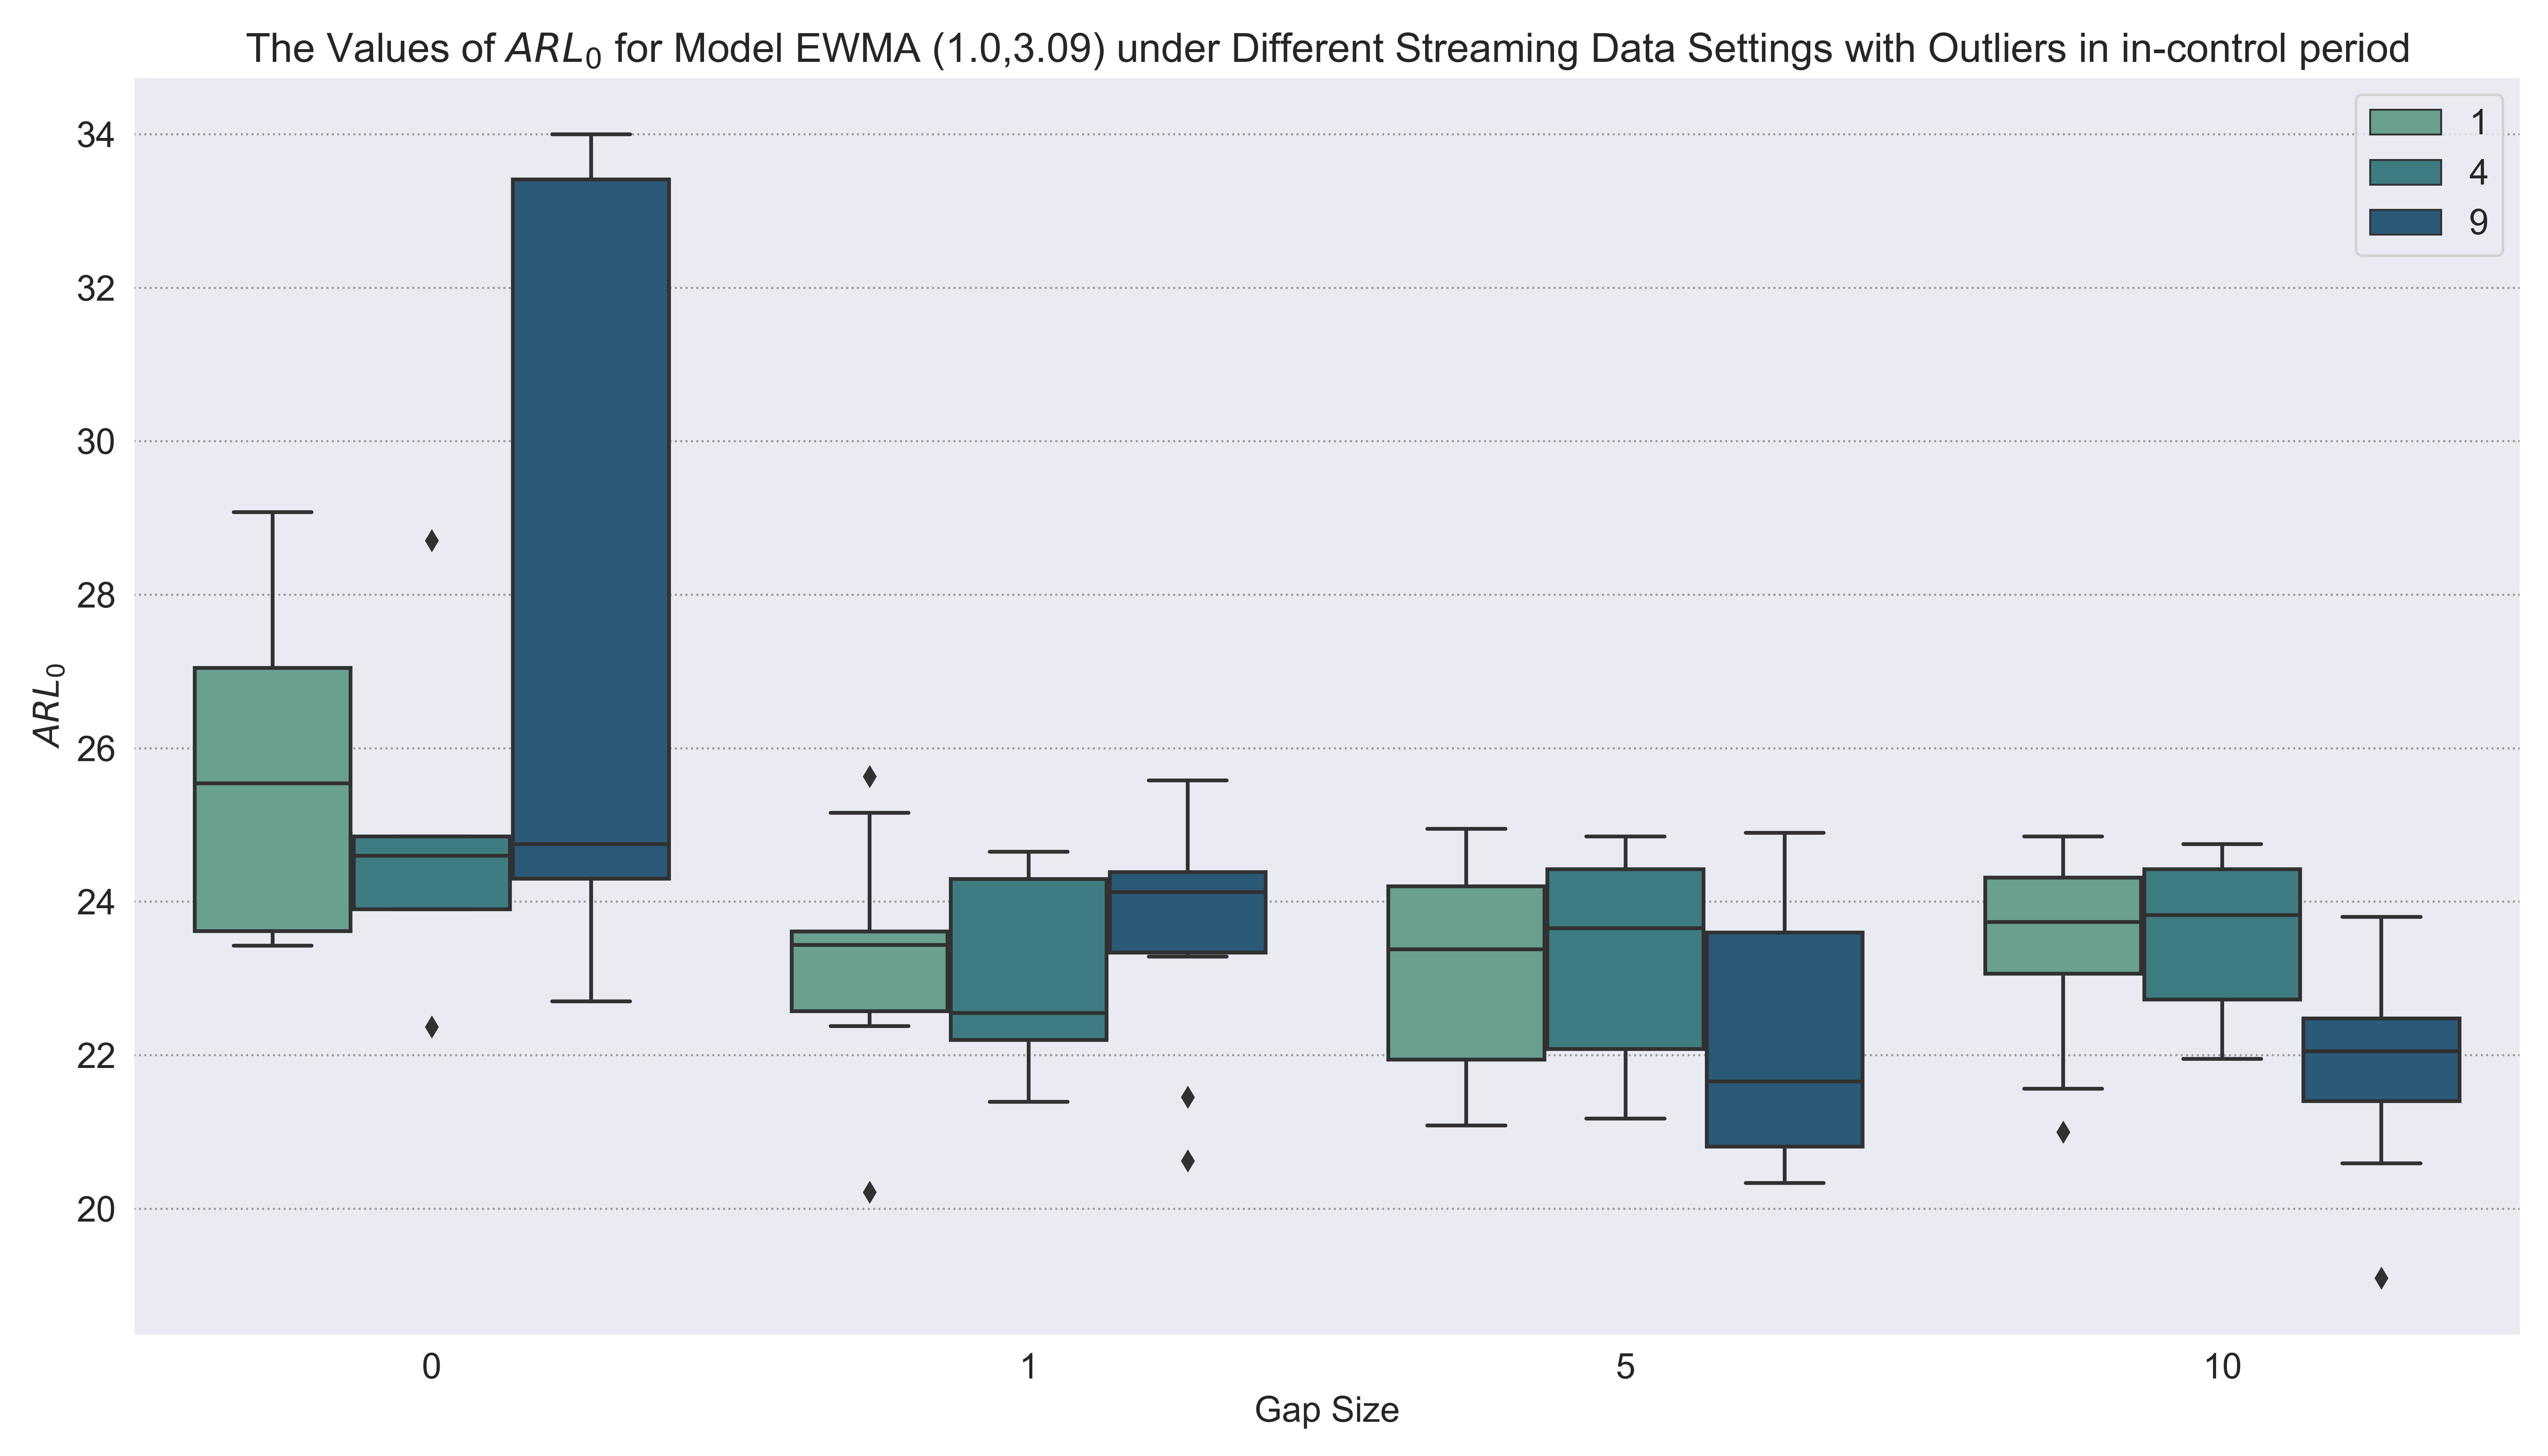 The Values of ARL₀ for Model EWMA (1.0,3.09) under Different Streaming Data Settings with Outliers in in-control period
34
32
30
28
26
24
22
20
ARL₀
1
4
9
0 1 5 10
Gap Size